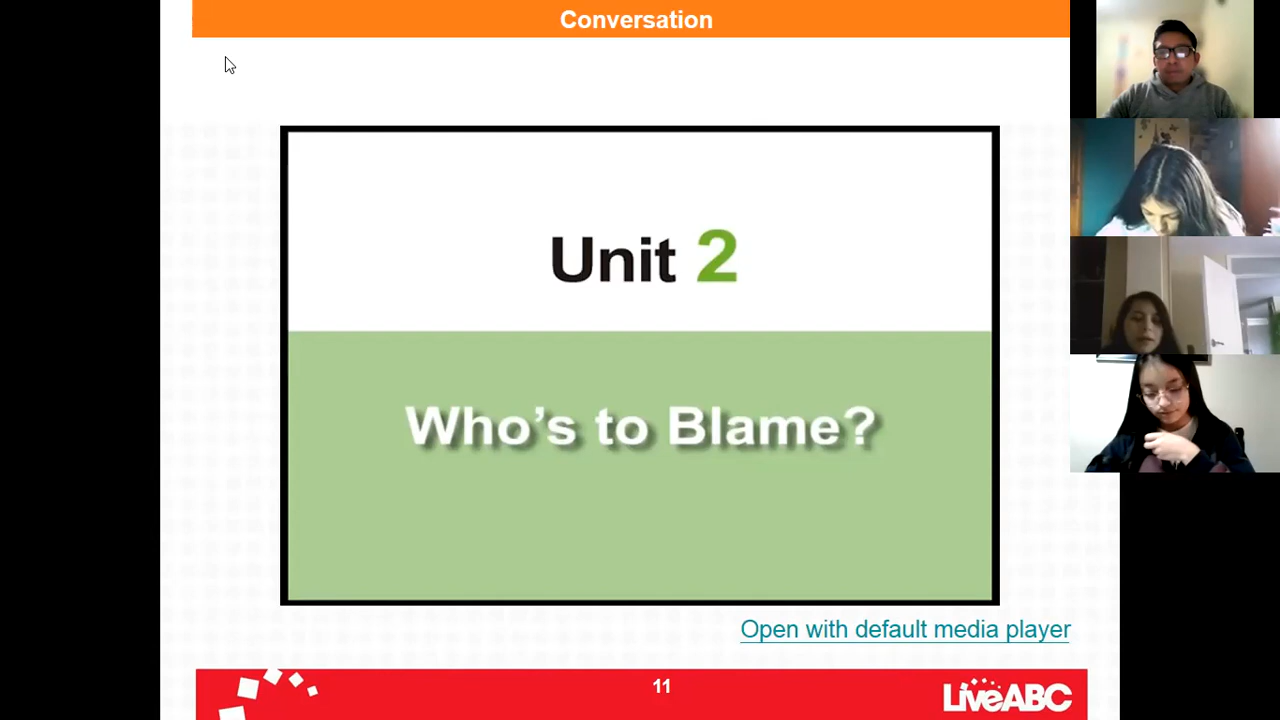 Conversation
Unit 2
Who's to Blame?
Open with default media player
11
LiveABC